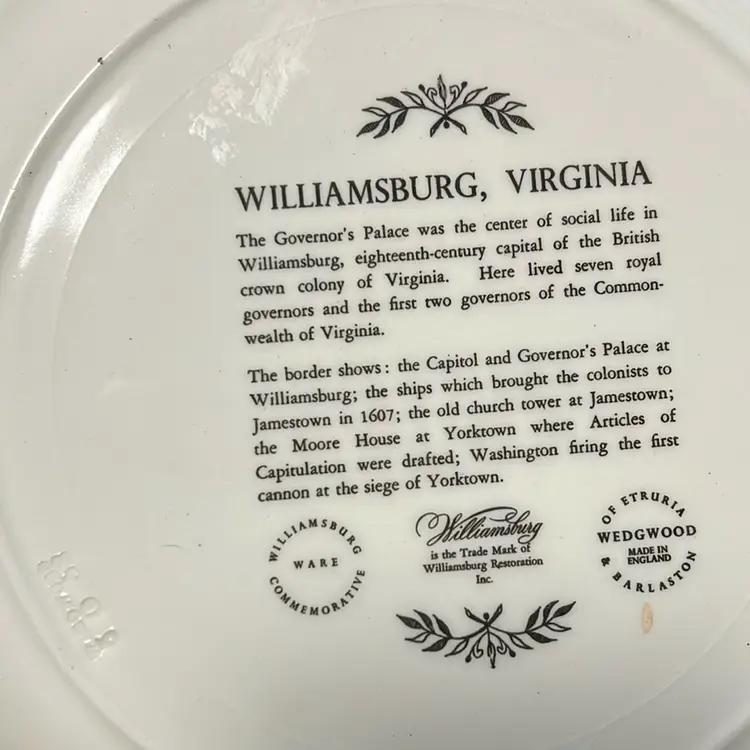 WILLIAMSBURG, VIRGINIA
The Governor's Palace was the center of social life in
Williamsburg, eighteenth-century capital of the British
crown colony of Virginia. Here lived seven royal
governors and the first two governors of the Common-
wealth of Virginia.
The border shows: the Capitol and Governor's Palace at
Williamsburg; the ships which brought the colonists to
Jamestown in 1607; the old church tower at Jamestown;
the Moore House at Yorktown where Articles of
Capitulation were drafted; Washington firing the first
cannon at the siege of Yorktown.
WILLIAMSBURG
WARE
COMMEMORATIVE
Williamsburg
is the Trade Mark of
Williamsburg Restoration
Inc.
OF ETRURIA
WEDGWOOD
MADE IN
ENGLAND
& BARLASTON